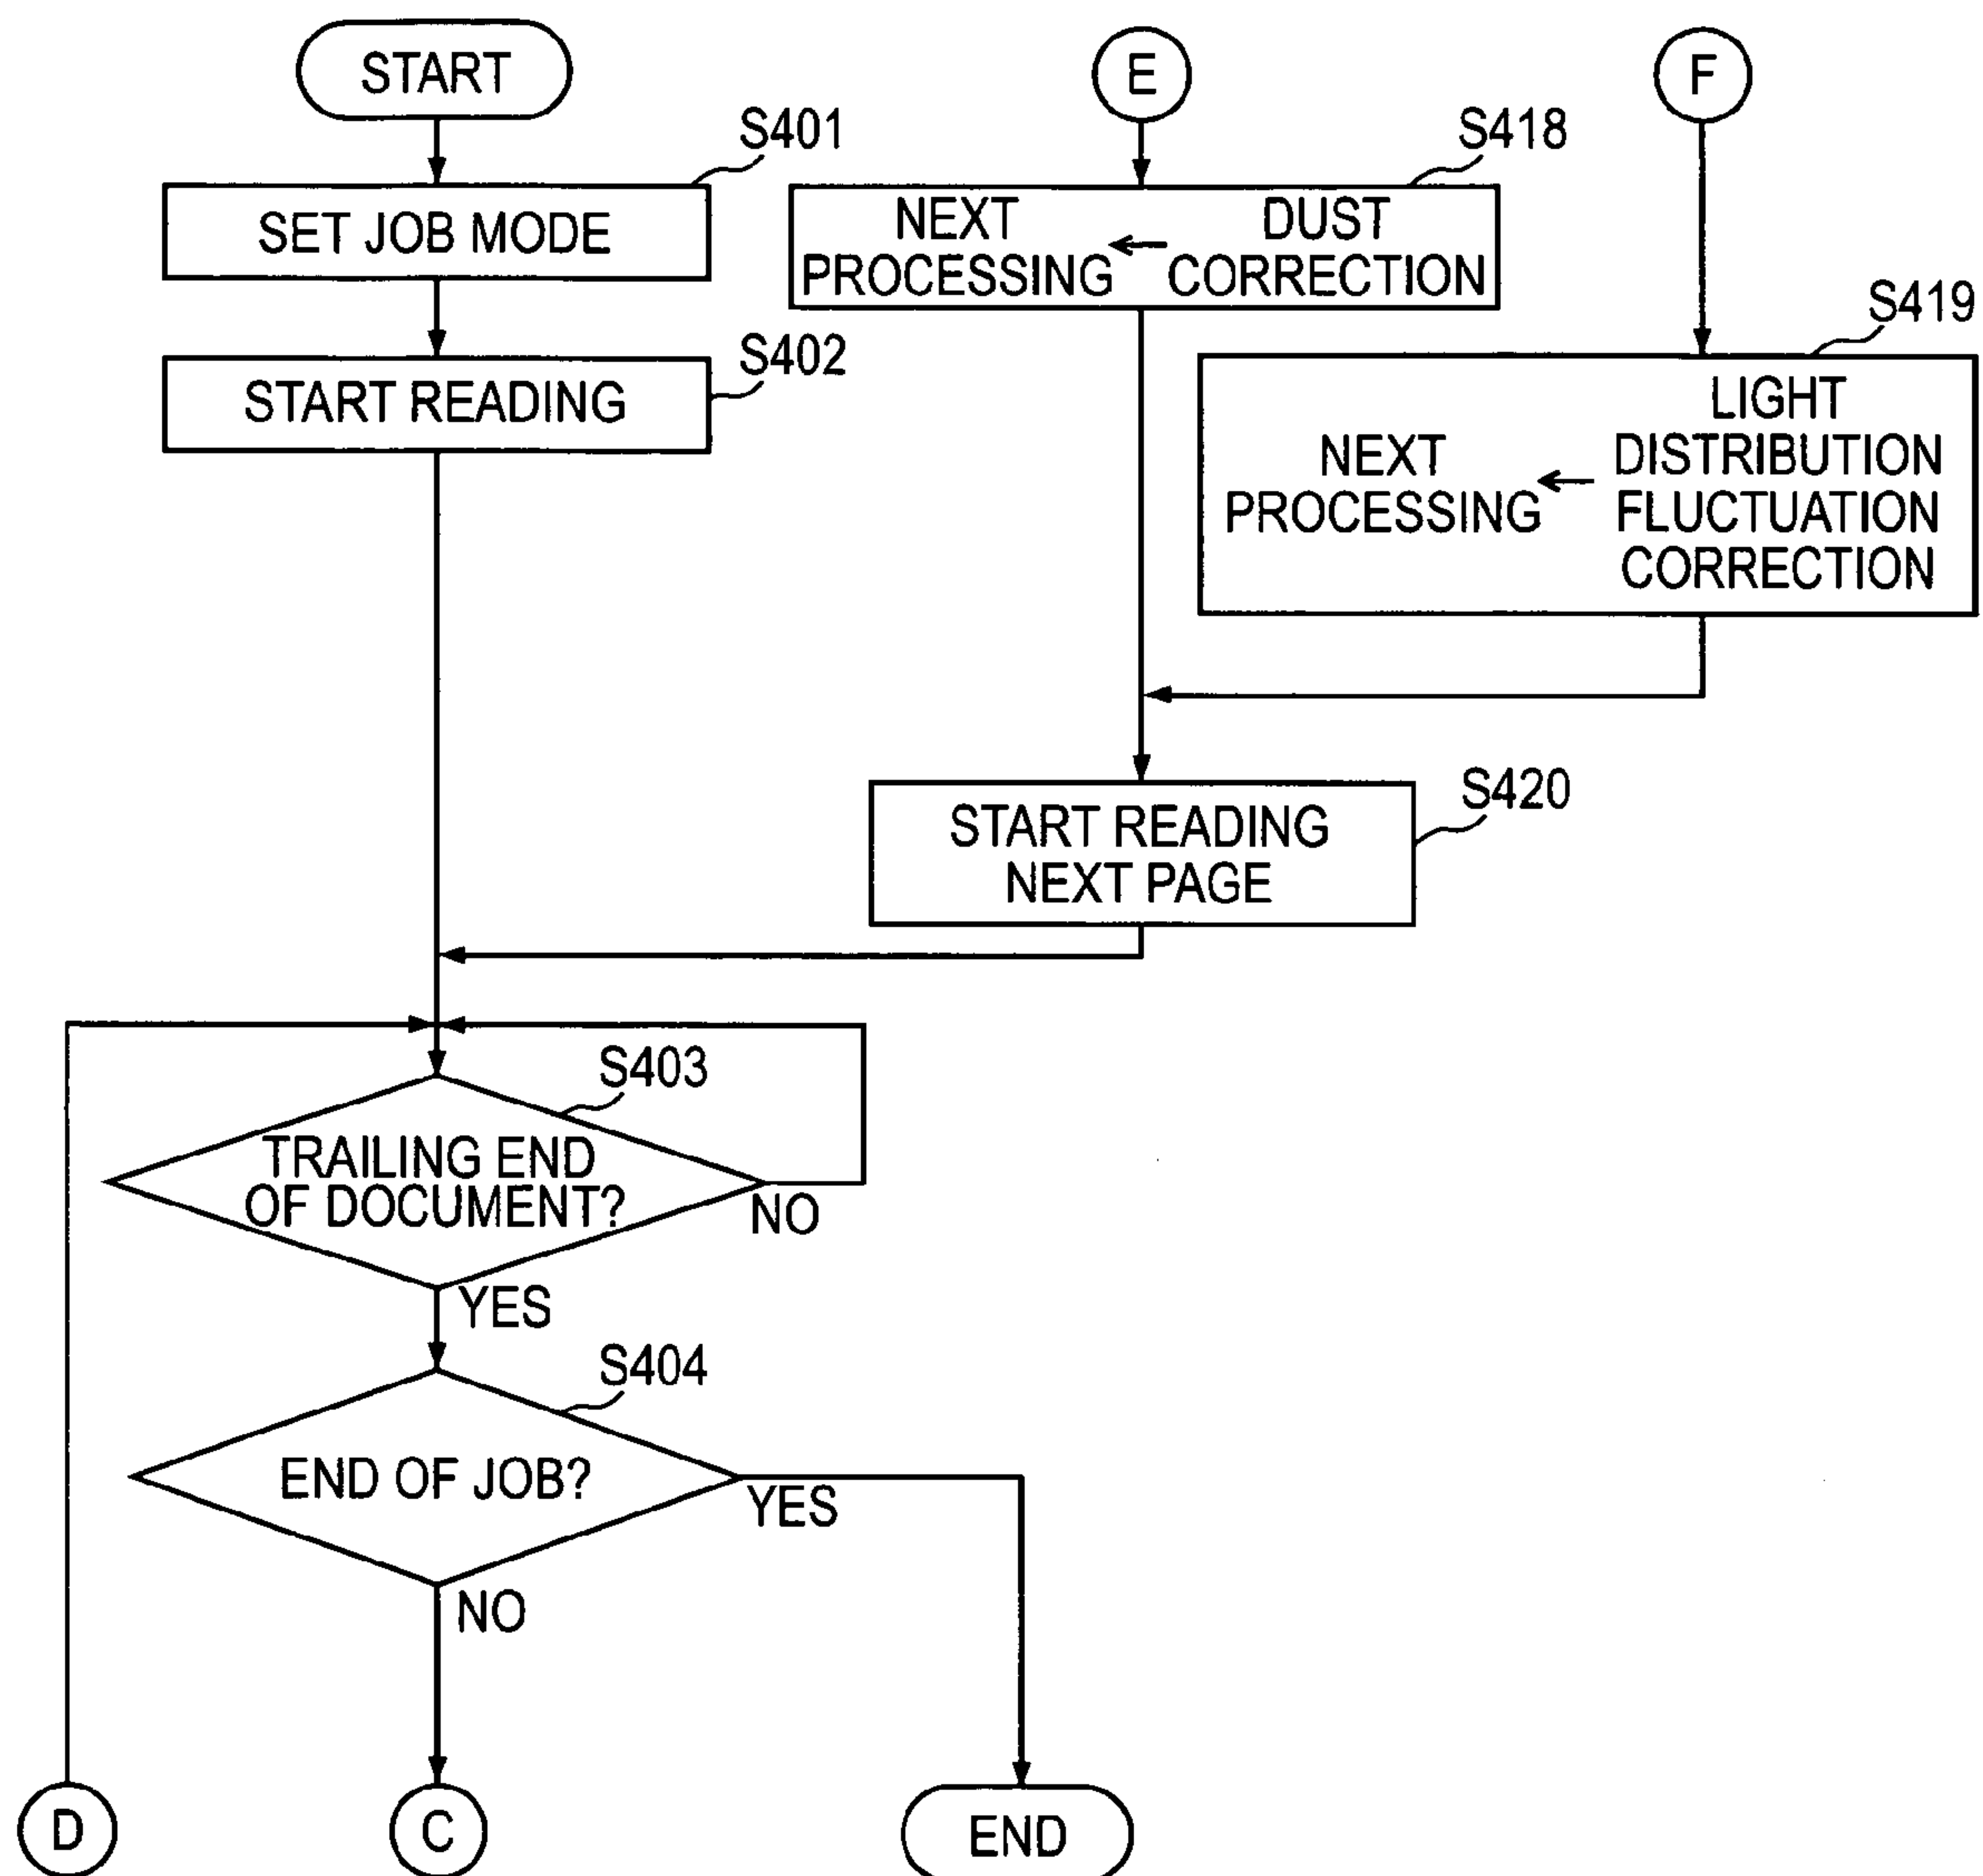 START
S401
SET JOB MODE
S402
START READING
E
S418
NEXT PROCESSING ← DUST CORRECTION
F
S419
NEXT PROCESSING ← LIGHT DISTRIBUTION FLUCTUATION CORRECTION
S420
START READING
NEXT PAGE
S403
TRAILING END
OF DOCUMENT?
NO
YES
S404
END OF JOB?
YES
NO
D
C
END